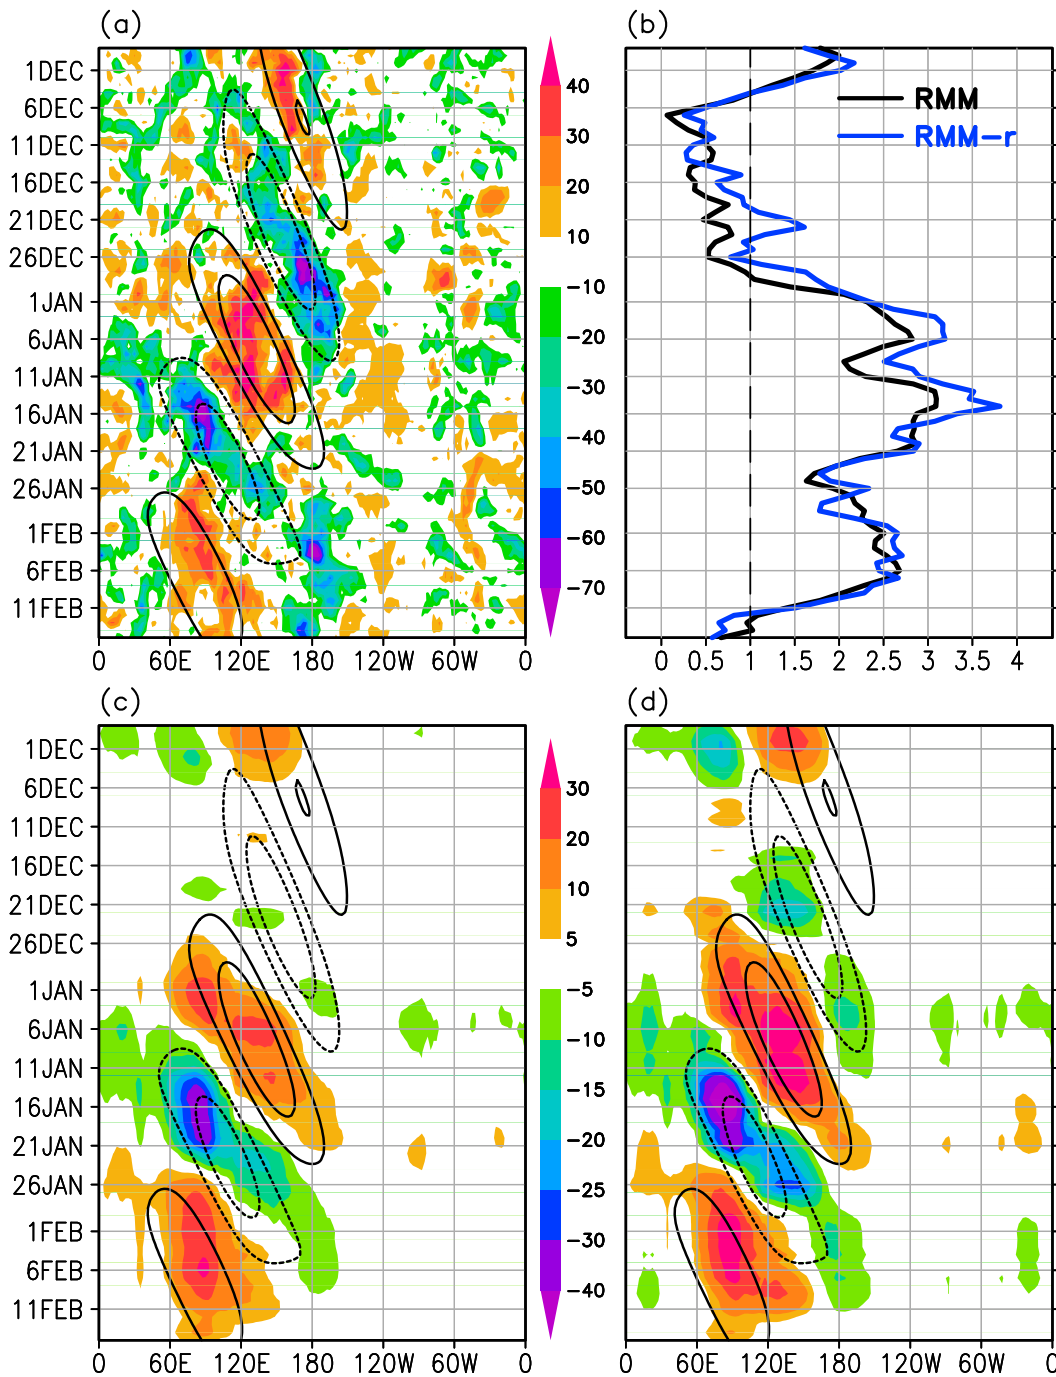 (a)
1DEC
6DEC
11DEC
16DEC
21DEC
26DEC
1JAN
6JAN
11JAN
16JAN
21JAN
26JAN
1FEB
6FEB
11FEB
0 60E 120E 180 120W 60W 0
40
30
20
10
-10
-20
-30
-40
-50
-60
-70
(b)
RMM
RMM-r
0 0.5 1 1.5 2 2.5 3 3.5 4
(c)
1DEC
6DEC
11DEC
16DEC
21DEC
26DEC
1JAN
6JAN
11JAN
16JAN
21JAN
26JAN
1FEB
6FEB
11FEB
0 60E 120E 180 120W 60W 0
30
20
10
5
-5
-10
-15
-20
-25
-30
-40
(d)
0 60E 120E 180 120W 60W 0